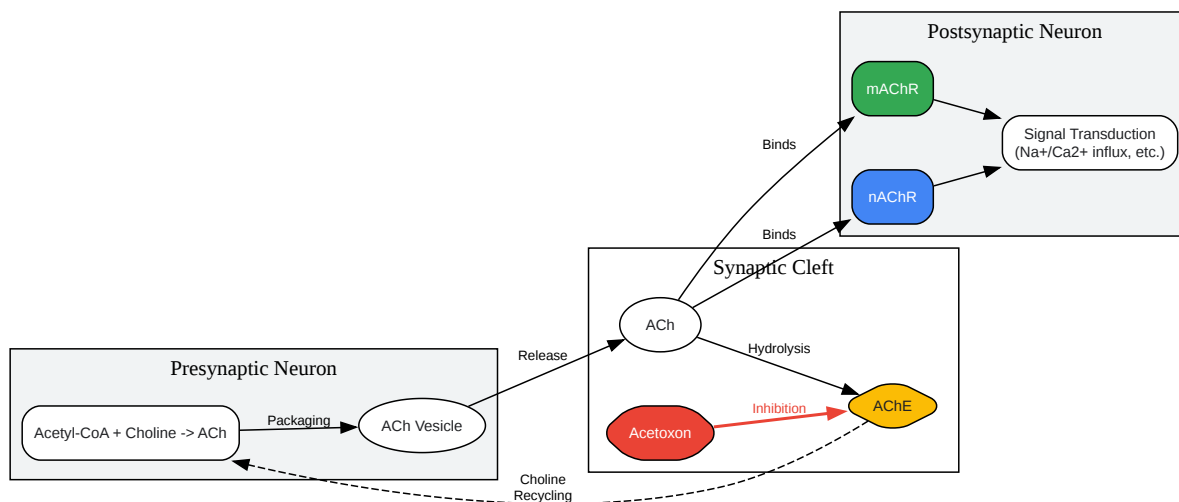 Postsynaptic Neuron
mAChR
Signal Transduction
(Na+/Ca2+ influx, etc.)
Binds
nAChR
Binds
Synaptic Cleft
ACh
Hydrolysis
Release
Presynaptic Neuron
Acetyl-CoA + Choline -> ACh
Packaging
ACh Vesicle
Acetoxon
Inhibition
AChE
Choline
Recycling